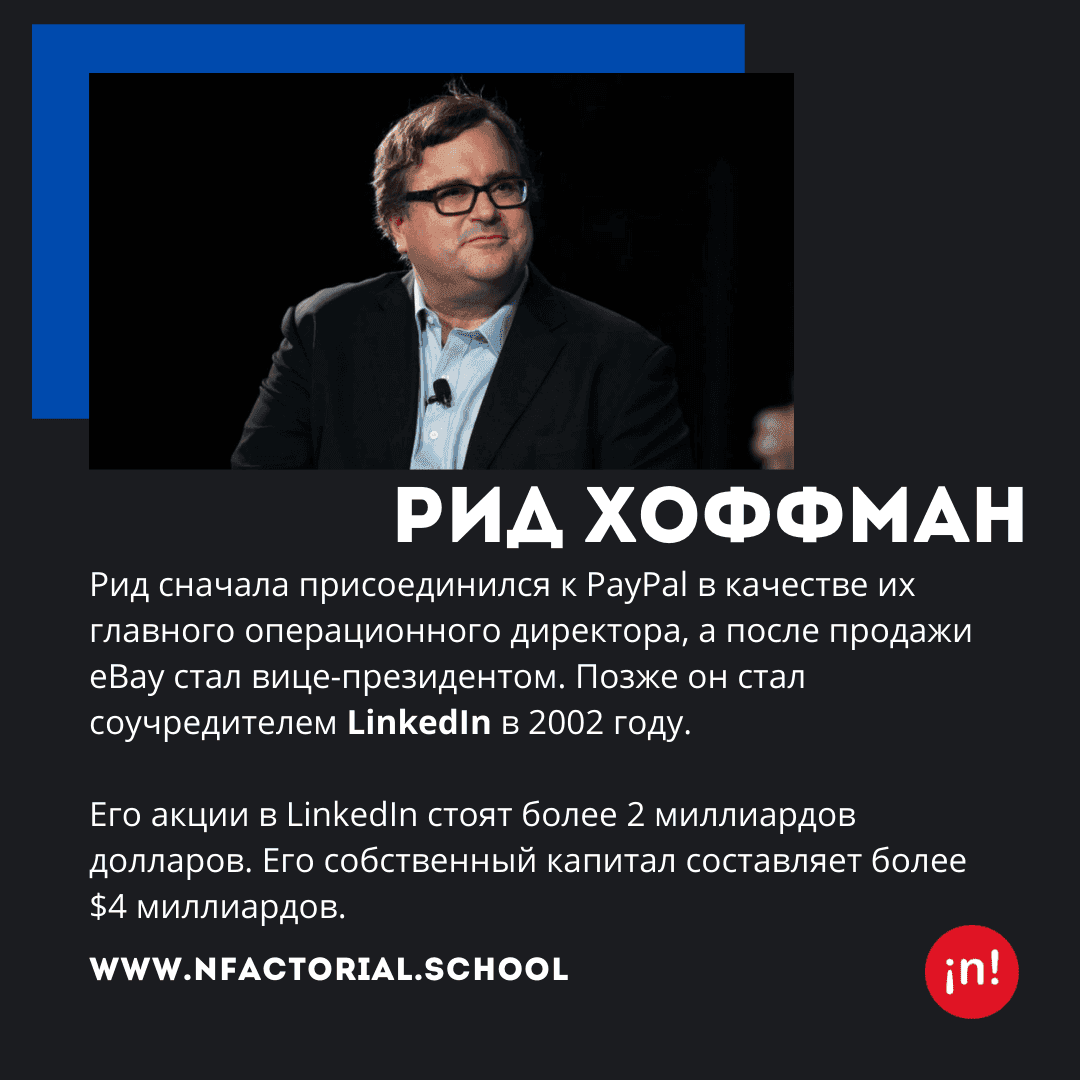 РИД ХОФФМАН
Рид сначала присоединился к PayPal в качестве их
главного операционного директора, а после продажи
eBay стал вице-президентом. Позже он стал
соучредителем LinkedIn в 2002 году.
Его акции в LinkedIn стоят более 2 миллиардов
долларов. Его собственный капитал составляет более
$4 миллиардов.
WWW.NFACTORIAL.SCHOOL
¡n!